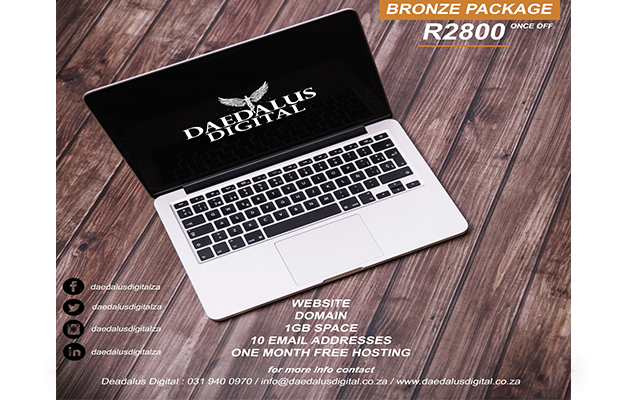 BRONZE PACKAGE
R2800 ONCE OFF
DAEDALUS
DIGITAL
daedalusdigitalza
daedalusdigitalza
daedalusdigitalza
daedalusdigitalza
WEBSITE
DOMAIN
1GB SPACE
10 EMAIL ADDRESSES
ONE MONTH FREE HOSTING
for more info contact
Deadalus Digital : 031 940 0970 / info@daedalusdigital.co.za / www.daedalusdigital.co.za